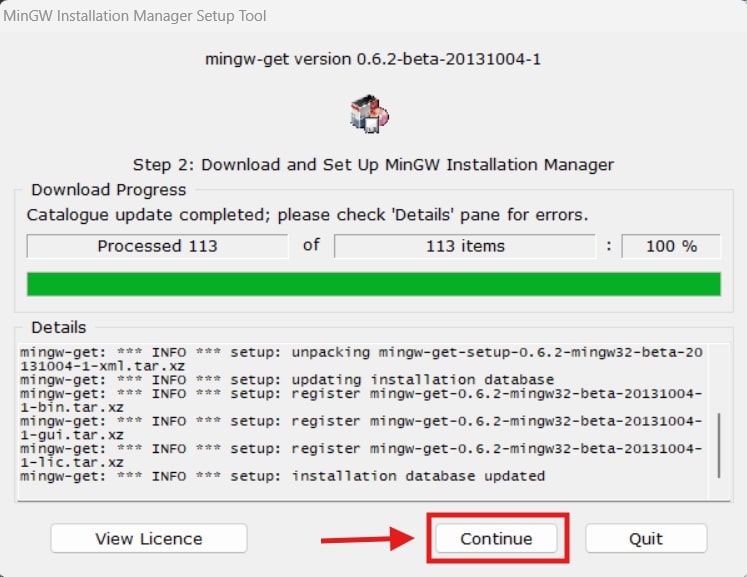 MinGW Installation Manager Setup Tool
mingw-get version 0.6.2-beta-20131004-1
Step 2: Download and Set Up MinGW Installation Manager
Download Progress
Catalogue update completed; please check 'Details' pane for errors.
Processed 113 of 113 items : 100 %
Details
mingw-get: *** INFO *** setup: unpacking mingw-get-setup-0.6.2-mingw32-beta-20
131004-1-xml.tar.xz
mingw-get: *** INFO *** setup: updating installation database
mingw-get: *** INFO *** setup: register mingw-get-0.6.2-mingw32-beta-20131004-
1-bin.tar.xz
mingw-get: *** INFO *** setup: register mingw-get-0.6.2-mingw32-beta-20131004-
1-gui.tar.xz
mingw-get: *** INFO *** setup: register mingw-get-0.6.2-mingw32-beta-20131004-
1-lic.tar.xz
mingw-get: *** INFO *** setup: installation database updated
View Licence Continue Quit